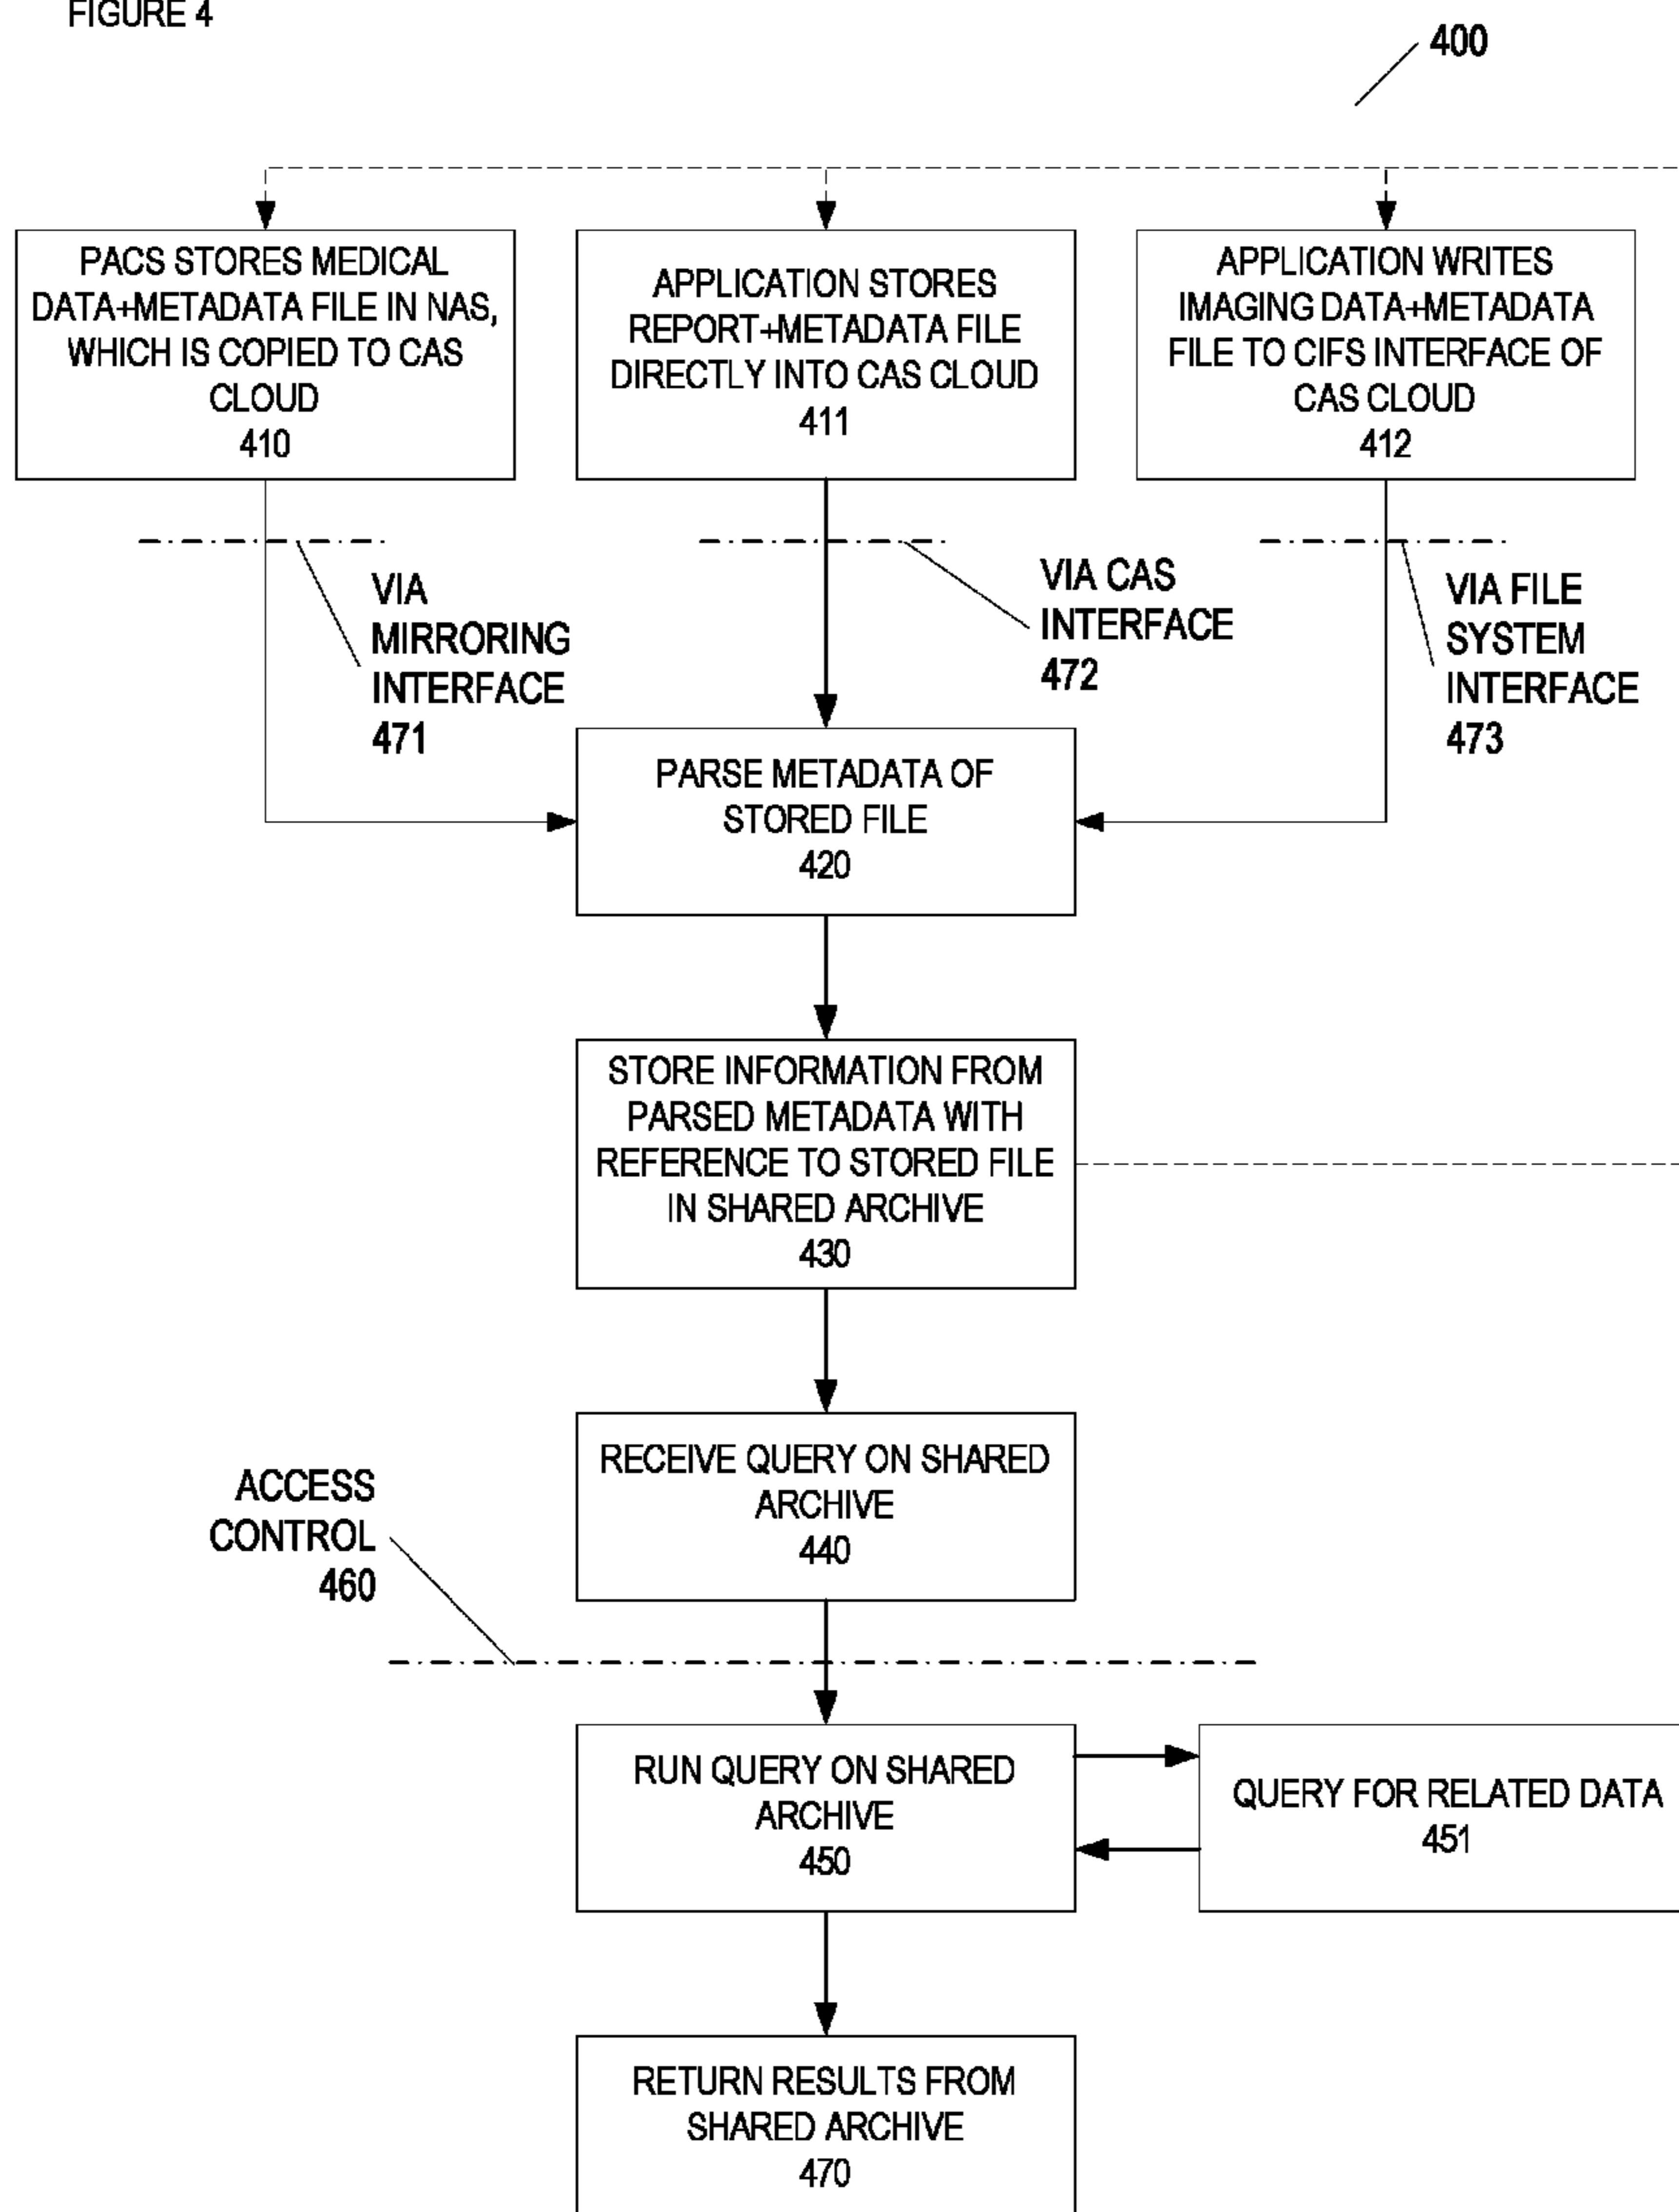 FIGURE 4
400
PACS STORES MEDICAL
DATA+METADATA FILE IN NAS,
WHICH IS COPIED TO CAS
CLOUD
410
APPLICATION STORES
REPORT+METADATA FILE
DIRECTLY INTO CAS CLOUD
411
APPLICATION WRITES
IMAGING DATA+METADATA
FILE TO CIFS INTERFACE OF
CAS CLOUD
412
VIA
MIRRORING
INTERFACE
471
VIA CAS
INTERFACE
472
VIA FILE
SYSTEM
INTERFACE
473
PARSE METADATA OF
STORED FILE
420
STORE INFORMATION FROM
PARSED METADATA WITH
REFERENCE TO STORED FILE
IN SHARED ARCHIVE
430
RECEIVE QUERY ON SHARED
ARCHIVE
440
ACCESS
CONTROL
460
RUN QUERY ON SHARED
ARCHIVE
450
QUERY FOR RELATED DATA
451
RETURN RESULTS FROM
SHARED ARCHIVE
470